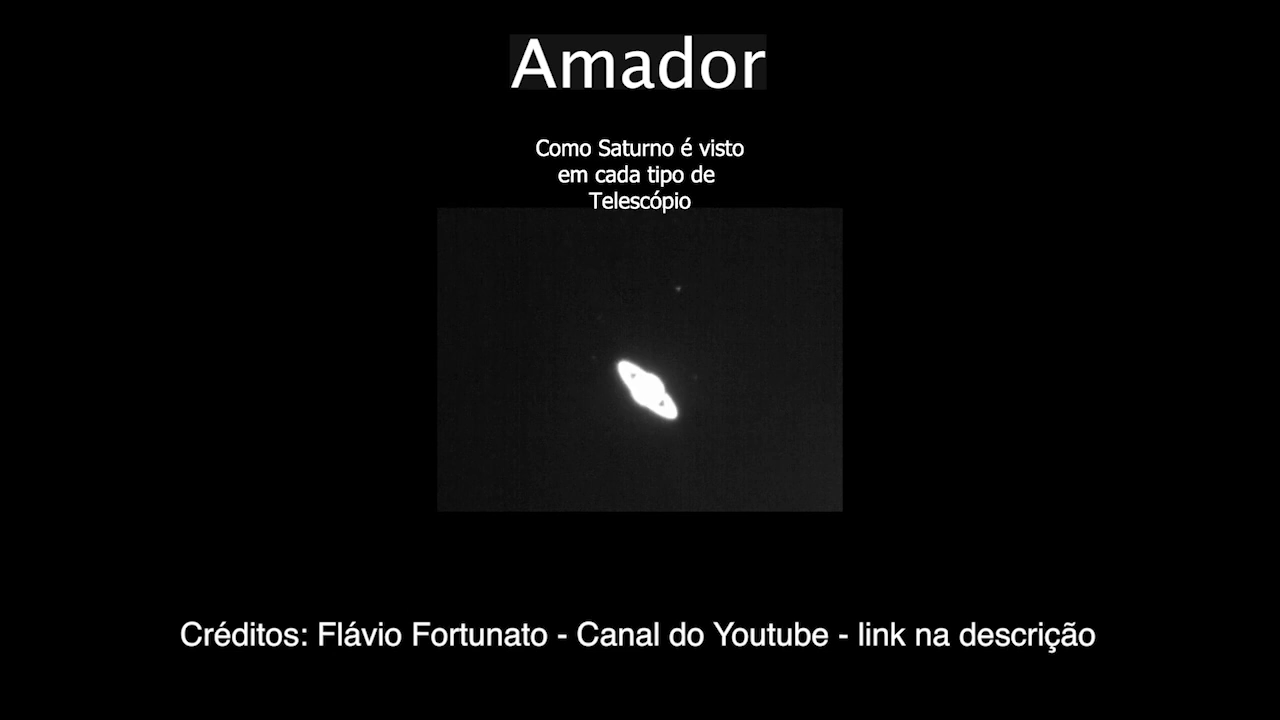 Amador
Como Saturno é visto
em cada tipo de
Telescópio
Créditos: Flávio Fortunato - Canal do Youtube - link na descrição